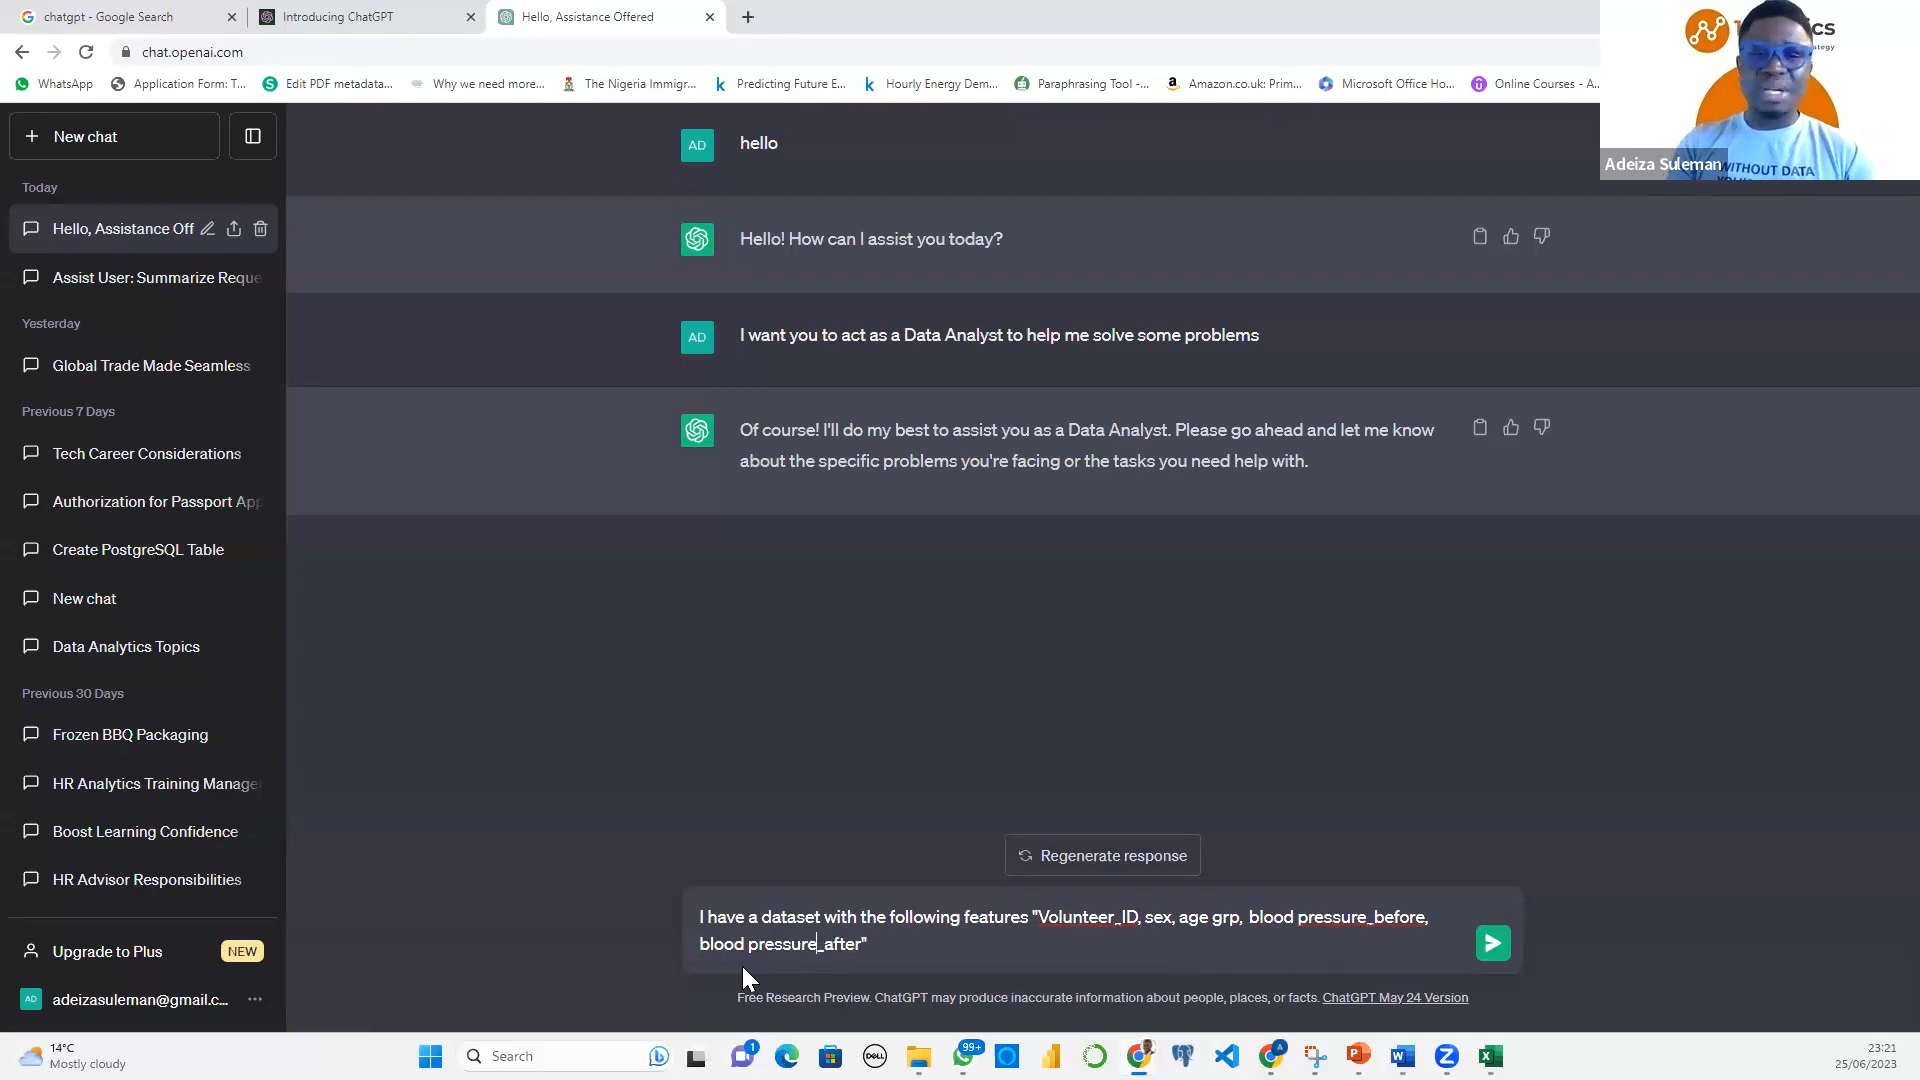 chatgpt - Google Search
Introducing ChatGPT
Hello, Assistance Offered
chat.openai.com
WhatsApp
Application Form: T...
Edit PDF metadata...
Why we need more...
The Nigeria Immigr...
Predicting Future E...
Hourly Energy Dem...
Paraphrasing Tool -...
Amazon.co.uk: Prim...
Microsoft Office Ho...
Online Courses - A...
Adeiza Suleman
WITHOUT DATA
New chat
Today
Hello, Assistance Off
Assist User: Summarize Reque
Yesterday
Global Trade Made Seamless
Previous 7 Days
Tech Career Considerations
Authorization for Passport App
Create PostgreSQL Table
New chat
Data Analytics Topics
Previous 30 Days
Frozen BBQ Packaging
HR Analytics Training Manage
Boost Learning Confidence
HR Advisor Responsibilities
Upgrade to Plus NEW
AD adeizasuleman@gmail.c... ...
AD hello
Hello! How can I assist you today?
AD I want you to act as a Data Analyst to help me solve some problems
Of course! I'll do my best to assist you as a Data Analyst. Please go ahead and let me know
about the specific problems you're facing or the tasks you need help with.
Regenerate response
I have a dataset with the following features "Volunteer_ID, sex, age grp, blood pressure_before,
blood pressure_after"
Free Research Preview. ChatGPT may produce inaccurate information about people, places, or facts. ChatGPT May 24 Version
14°C
Mostly cloudy
Search
1
DELL
99+
A
23:21
25/06/2023